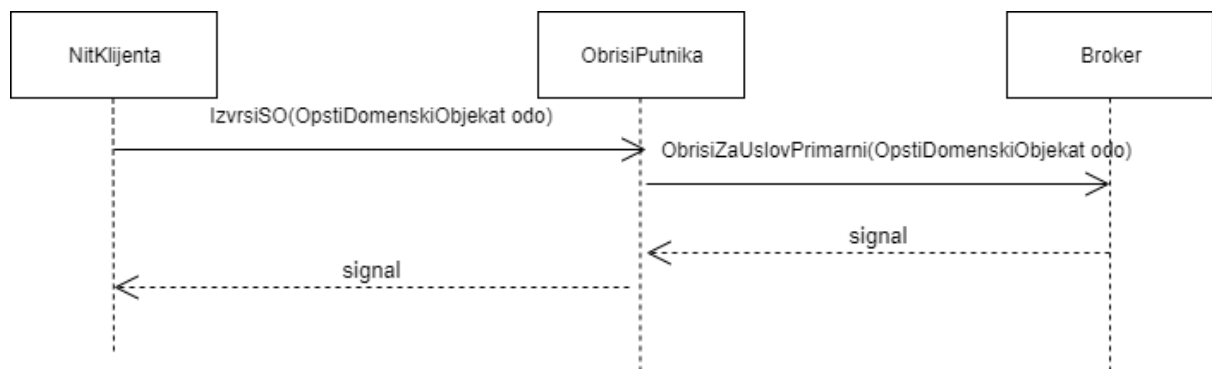 NitKlijenta
ObrisiPutnika
Broker
IzvrsiSO(OpstiDomenskiObjekat odo)
ObrisiZaUslovPrimarni(OpstiDomenskiObjekat odo)
signal
signal